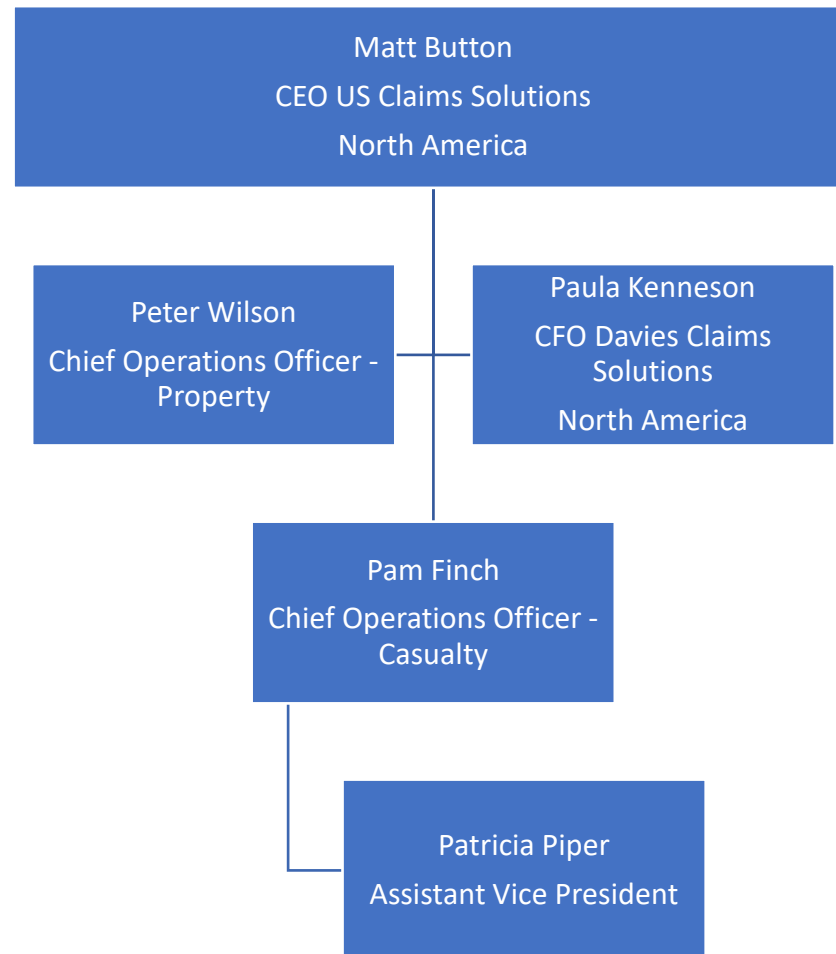 Matt Button
CEO US Claims Solutions
North America
Peter Wilson
Chief Operations Officer -
Property
Paula Kenneson
CFO Davies Claims
Solutions
North America
Pam Finch
Chief Operations Officer -
Casualty
Patricia Piper
Assistant Vice President